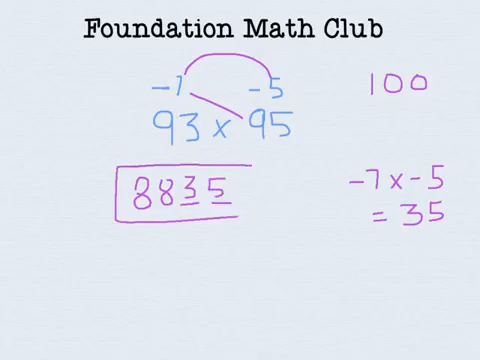 Foundation Math Club
-7 -5
100
93 x 95
8835
-7 x -5
= 35